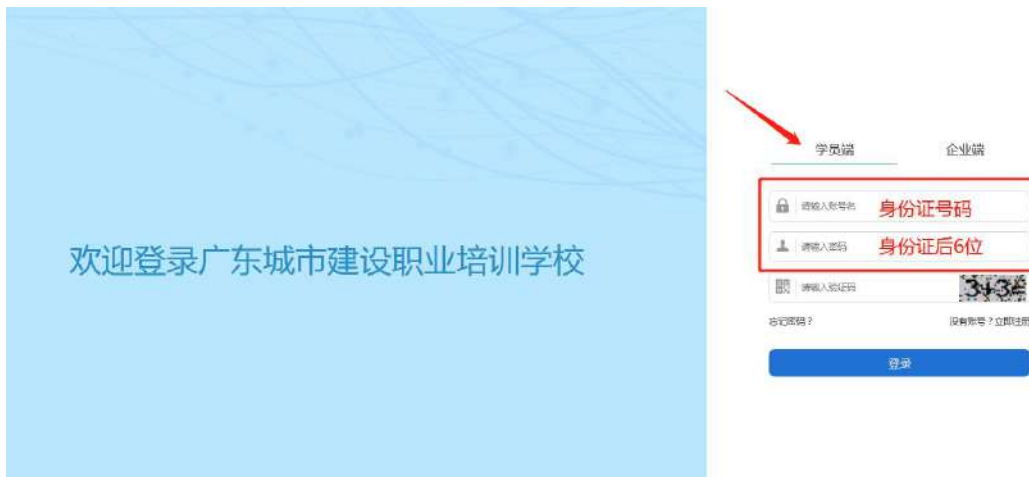 学员端 企业端
请输入账号名 身份证号码
欢迎登录广东城市建设职业培训学校
请输入密码 身份证后6位
请输入验证码 3+3=
忘记密码? 没有账号?立即注册
登录